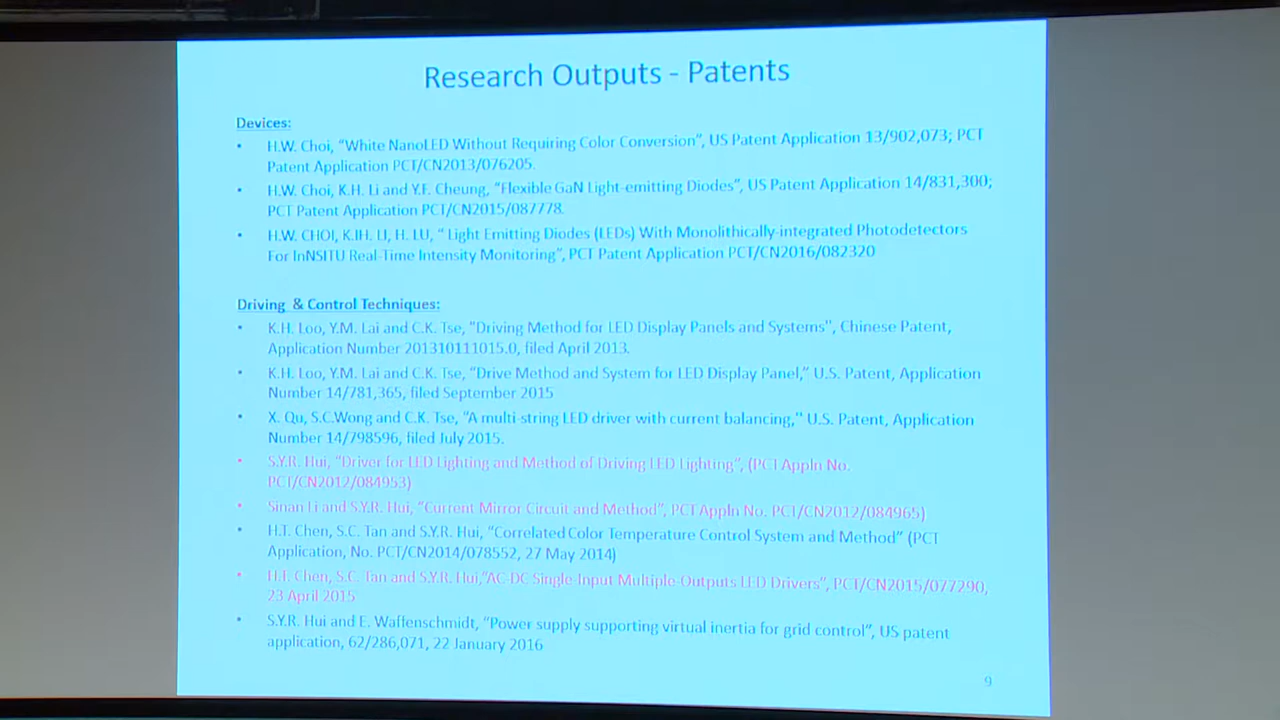 Research Outputs - Patents
Devices:
• H.W. Choi, “White NanoLED Without Requiring Color Conversion”, US Patent Application 13/902,073; PCT
Patent Application PCT/CN2013/076205.
• H.W. Choi, K.H. Li and Y.F. Cheung, “Flexible GaN Light-emitting Diodes”, US Patent Application 14/831,300;
PCT Patent Application PCT/CN2015/087778.
• H.W. CHOI, K.IH. LI, H. LU, “ Light Emitting Diodes (LEDs) With Monolithically-integrated Photodetectors
For InNSITU Real-Time Intensity Monitoring”, PCT Patent Application PCT/CN2016/082320
Driving & Control Techniques:
• K.H. Loo, Y.M. Lai and C.K. Tse, "Driving Method for LED Display Panels and Systems", Chinese Patent,
Application Number 201310111015.0, filed April 2013.
• K.H. Loo, Y.M. Lai and C.K. Tse, “Drive Method and System for LED Display Panel,” U.S. Patent, Application
Number 14/781,365, filed September 2015
• X. Qu, S.C.Wong and C.K. Tse, “A multi-string LED driver with current balancing," U.S. Patent, Application
Number 14/798596, filed July 2015.
• S.Y.R. Hui, “Driver for LED Lighting and Method of Driving LED Lighting”, (PCT Appln No.
PCT/CN2012/084953)
• Sinan Li and S.Y.R. Hui, “Current Mirror Circuit and Method”, PCT Appln No. PCT/CN2012/084965)
• H.T. Chen, S.C. Tan and S.Y.R. Hui, “Correlated Color Temperature Control System and Method” (PCT
Application, No. PCT/CN2014/078552, 27 May 2014)
• H.T. Chen, S.C. Tan and S.Y.R. Hui,“AC-DC Single-Input Multiple-Outputs LED Drivers”, PCT/CN2015/077290,
23 April 2015
• S.Y.R. Hui and E. Waffenschmidt, “Power supply supporting virtual inertia for grid control”, US patent
application, 62/286,071, 22 January 2016
9